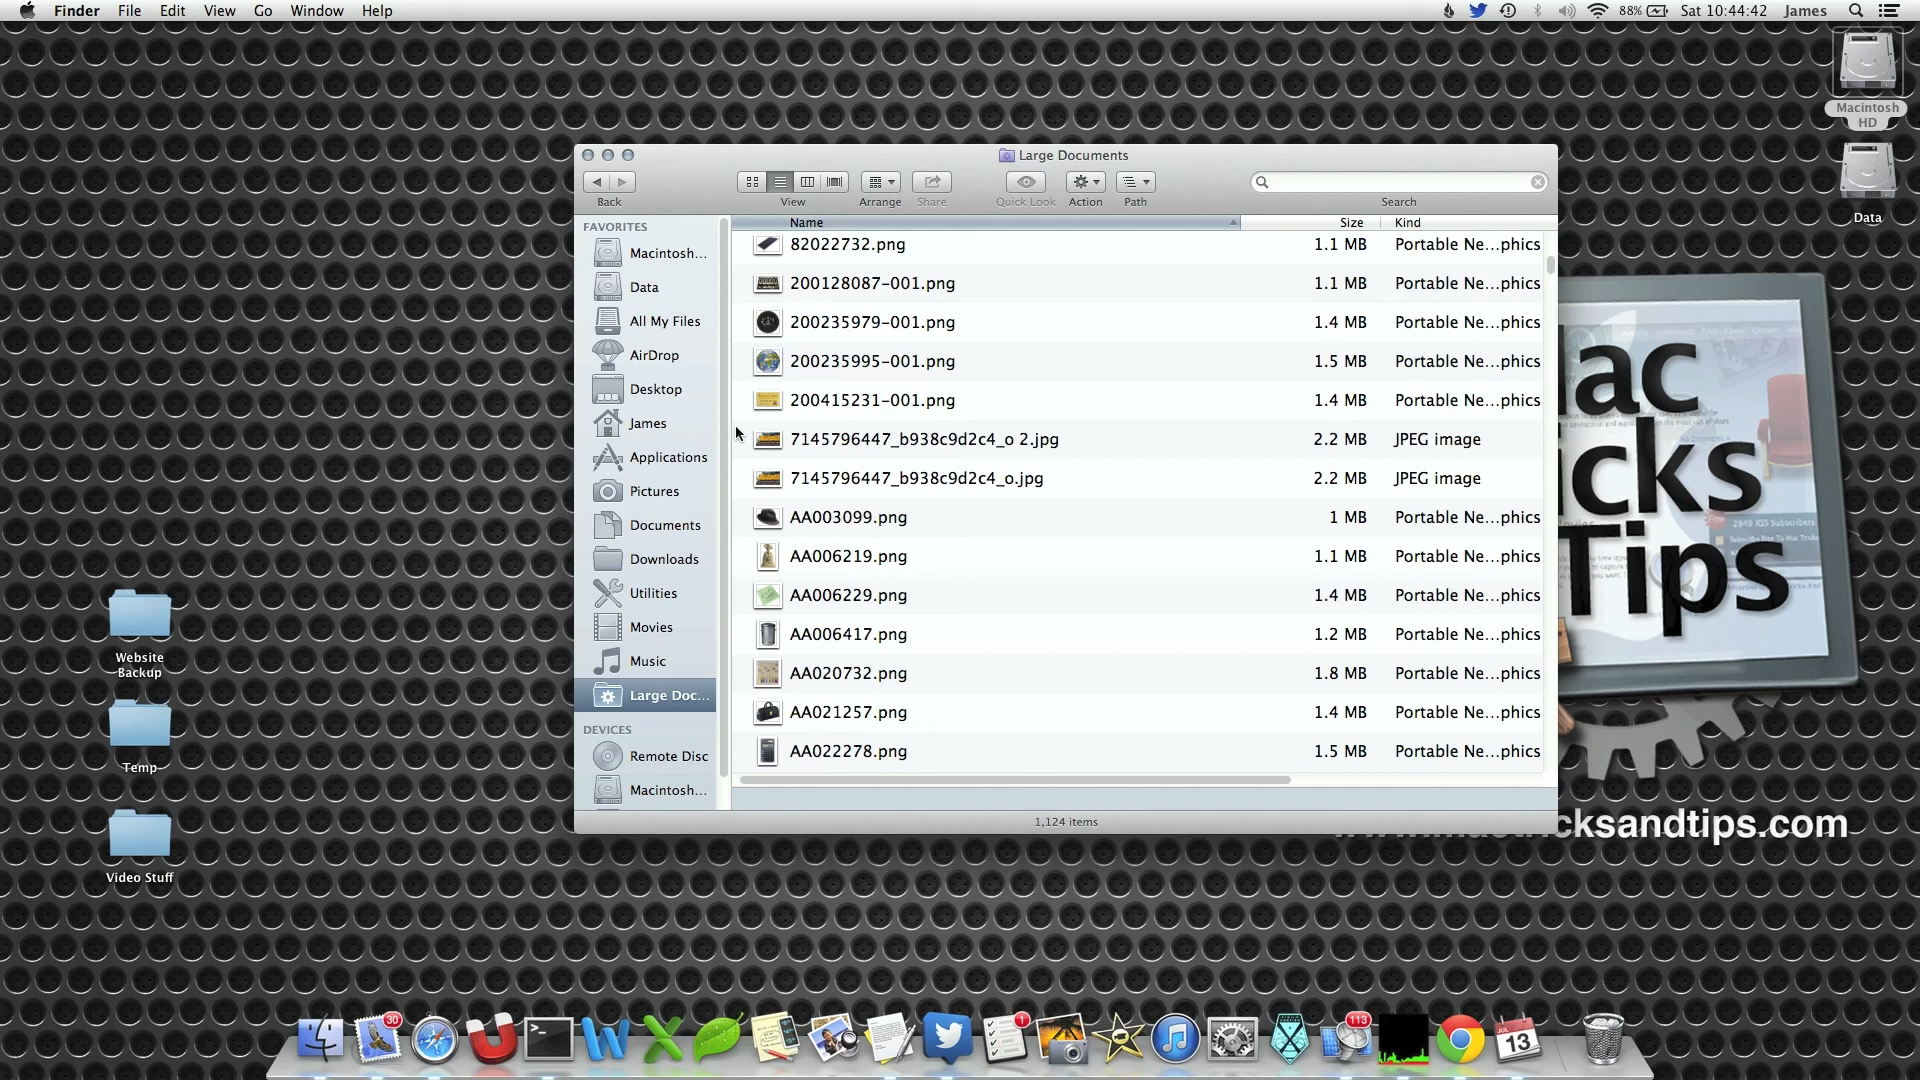 Finder File Edit View Go Window Help
88% Sat 10:44:42 James
Macintosh
HD
Data
Large Documents
Back
View
Arrange
Share
Quick Look
Action
Path
Search
FAVORITES
Macintosh...
Data
All My Files
AirDrop
Desktop
James
Applications
Pictures
Documents
Downloads
Utilities
Movies
Music
Large Doc...
DEVICES
Remote Disc
Macintosh...
Name Size Kind
82022732.png 1.1 MB Portable Ne...phics
200128087-001.png 1.1 MB Portable Ne...phics
200235979-001.png 1.4 MB Portable Ne...phics
200235995-001.png 1.5 MB Portable Ne...phics
200415231-001.png 1.4 MB Portable Ne...phics
7145796447_b938c9d2c4_o 2.jpg 2.2 MB JPEG image
7145796447_b938c9d2c4_o.jpg 2.2 MB JPEG image
AA003099.png 1 MB Portable Ne...phics
AA006219.png 1.1 MB Portable Ne...phics
AA006229.png 1.4 MB Portable Ne...phics
AA006417.png 1.2 MB Portable Ne...phics
AA020732.png 1.8 MB Portable Ne...phics
AA021257.png 1.4 MB Portable Ne...phics
AA022278.png 1.5 MB Portable Ne...phics
1,124 items
ac
icks
Tips
2849 RSS Subscribers
cksandtips.com
Website
Backup
Temp
Video Stuff
30
1
113
JUL
13